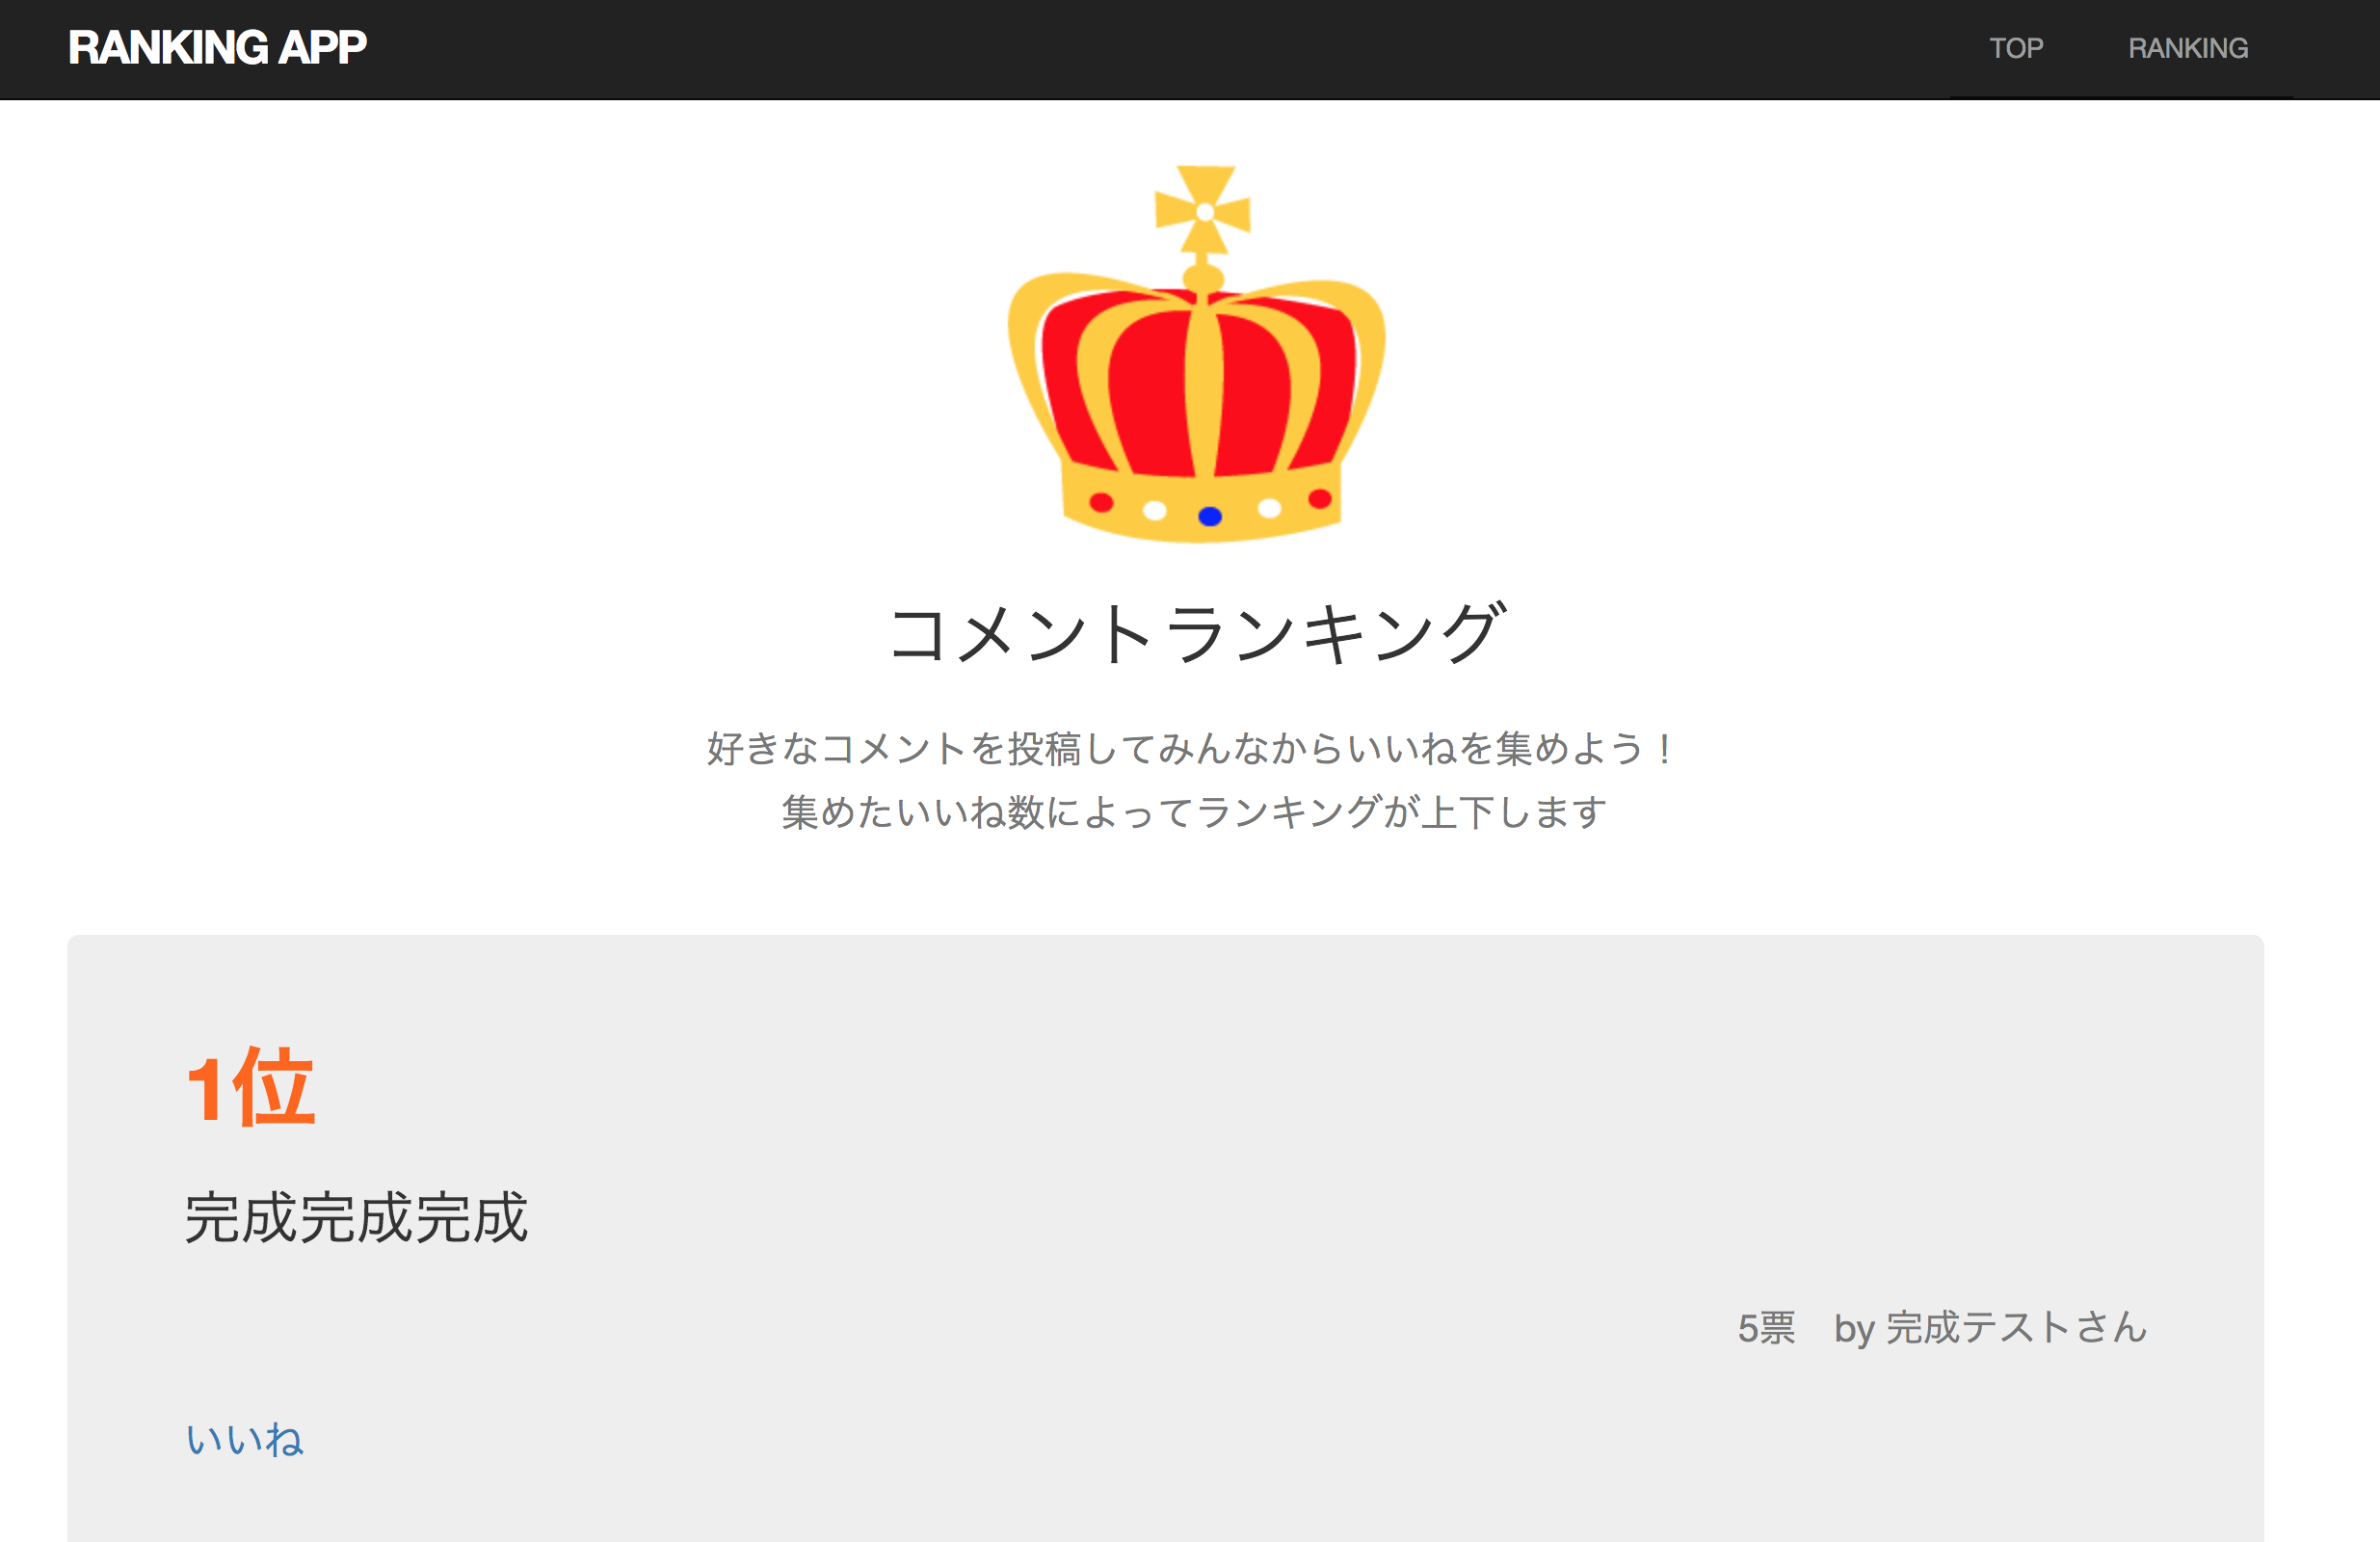 RANKING APP
TOP
RANKING
コメントランキング
好きなコメントを投稿してみんなからいいねを集めよう！
集めたいいね数によってランキングが上下します
1位
完成完成完成
5票　by 完成テストさん
いいね